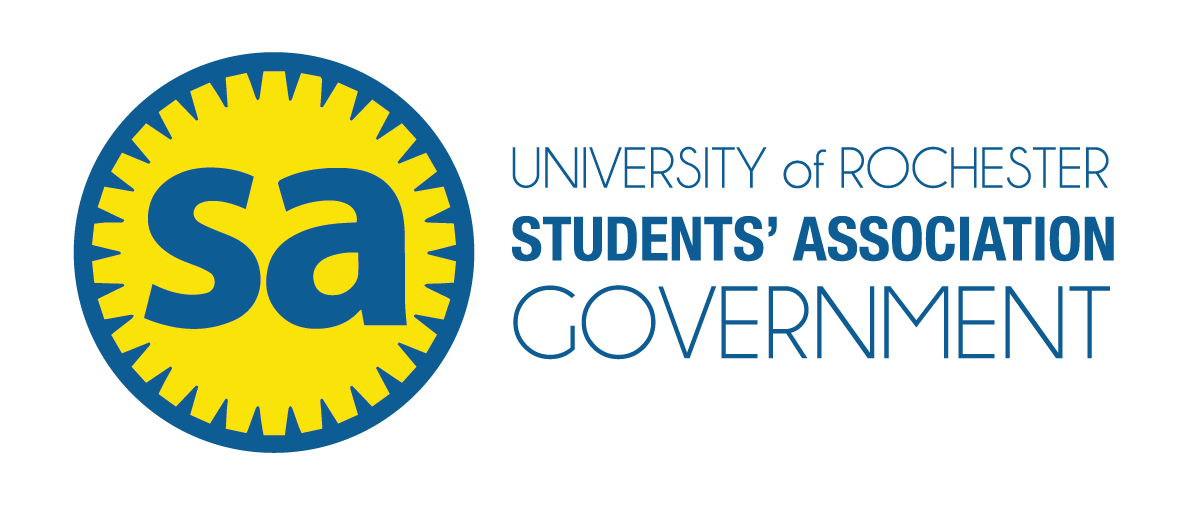 sa
UNIVERSITY of ROCHESTER
STUDENTS’ ASSOCIATION
GOVERNMENT